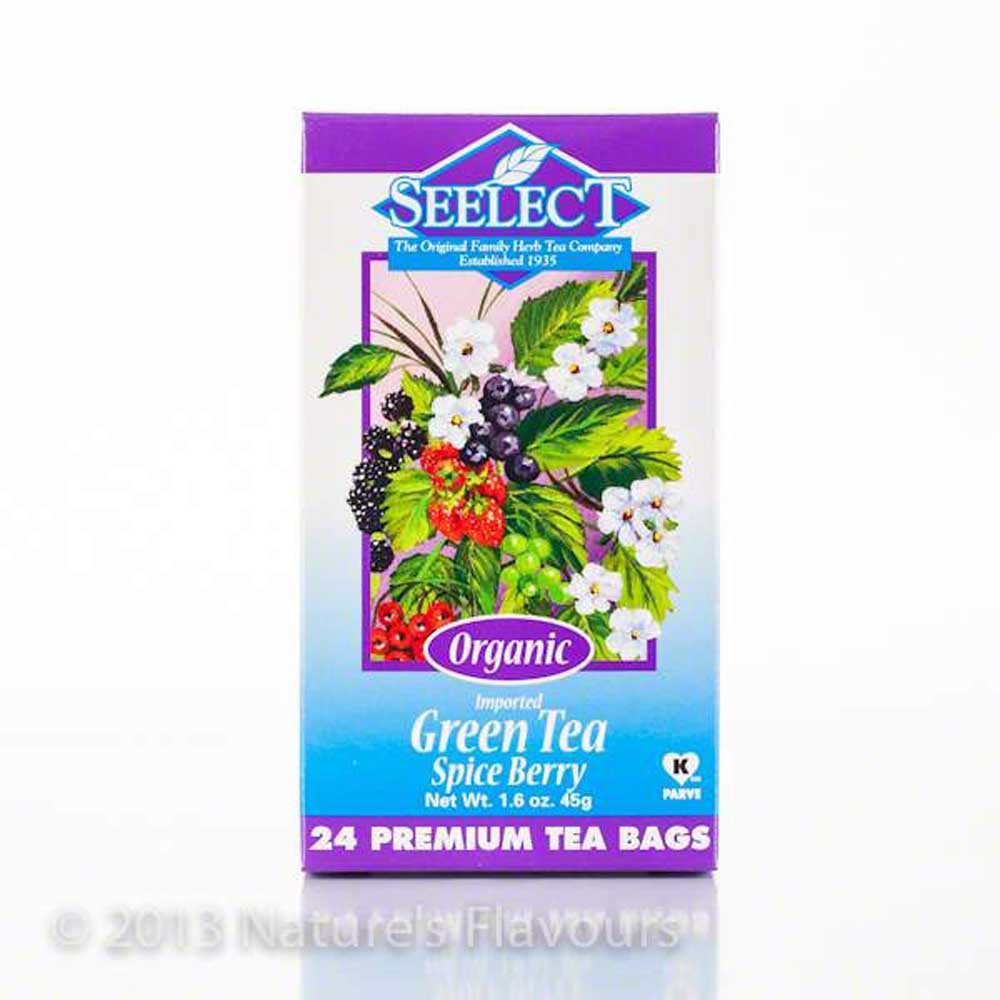 SEELECT
The Original Family Herb Tea Company
Established 1935
Organic
Imported
Green Tea
Spice Berry
Net Wt. 1.6 oz. 45g
K
PARVE
24 PREMIUM TEA BAGS
© 2013 Nature's Flavours